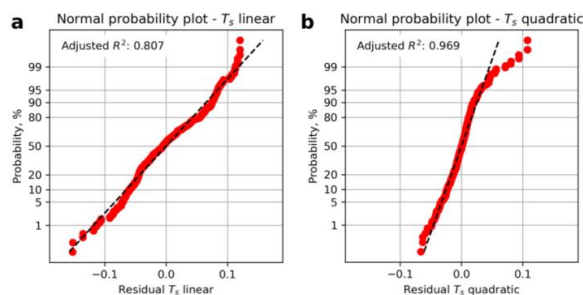 a
Normal probability plot - Ts linear
Adjusted R²: 0.807
Probability, %
99
95
90
80
50
20
10
5
1
−0.1
0.0
0.1
Residual Ts linear
b
Normal probability plot - Ts quadratic
Adjusted R²: 0.969
Probability, %
99
95
90
80
50
20
10
5
1
−0.1
0.0
0.1
Residual Ts quadratic